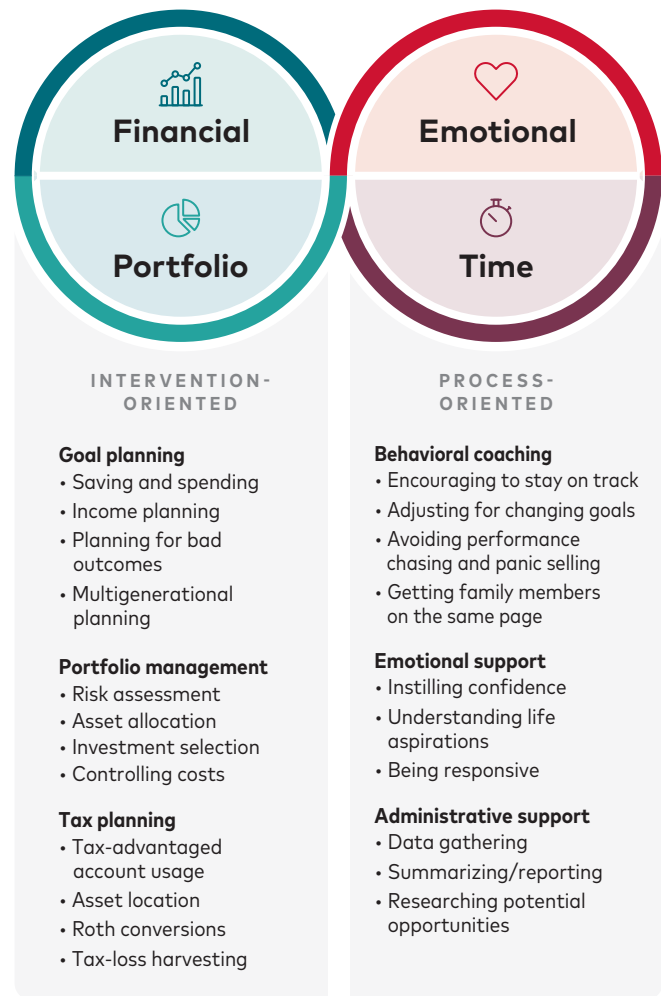 Financial
Portfolio
INTERVENTION-
ORIENTED
Goal planning
• Saving and spending
• Income planning
• Planning for bad
outcomes
• Multigenerational
planning
Portfolio management
• Risk assessment
• Asset allocation
• Investment selection
• Controlling costs
Tax planning
• Tax-advantaged
account usage
• Asset location
• Roth conversions
• Tax-loss harvesting
Emotional
Time
PROCESS-
ORIENTED
Behavioral coaching
• Encouraging to stay on track
• Adjusting for changing goals
• Avoiding performance
chasing and panic selling
• Getting family members
on the same page
Emotional support
• Instilling confidence
• Understanding life
aspirations
• Being responsive
Administrative support
• Data gathering
• Summarizing/reporting
• Researching potential
opportunities